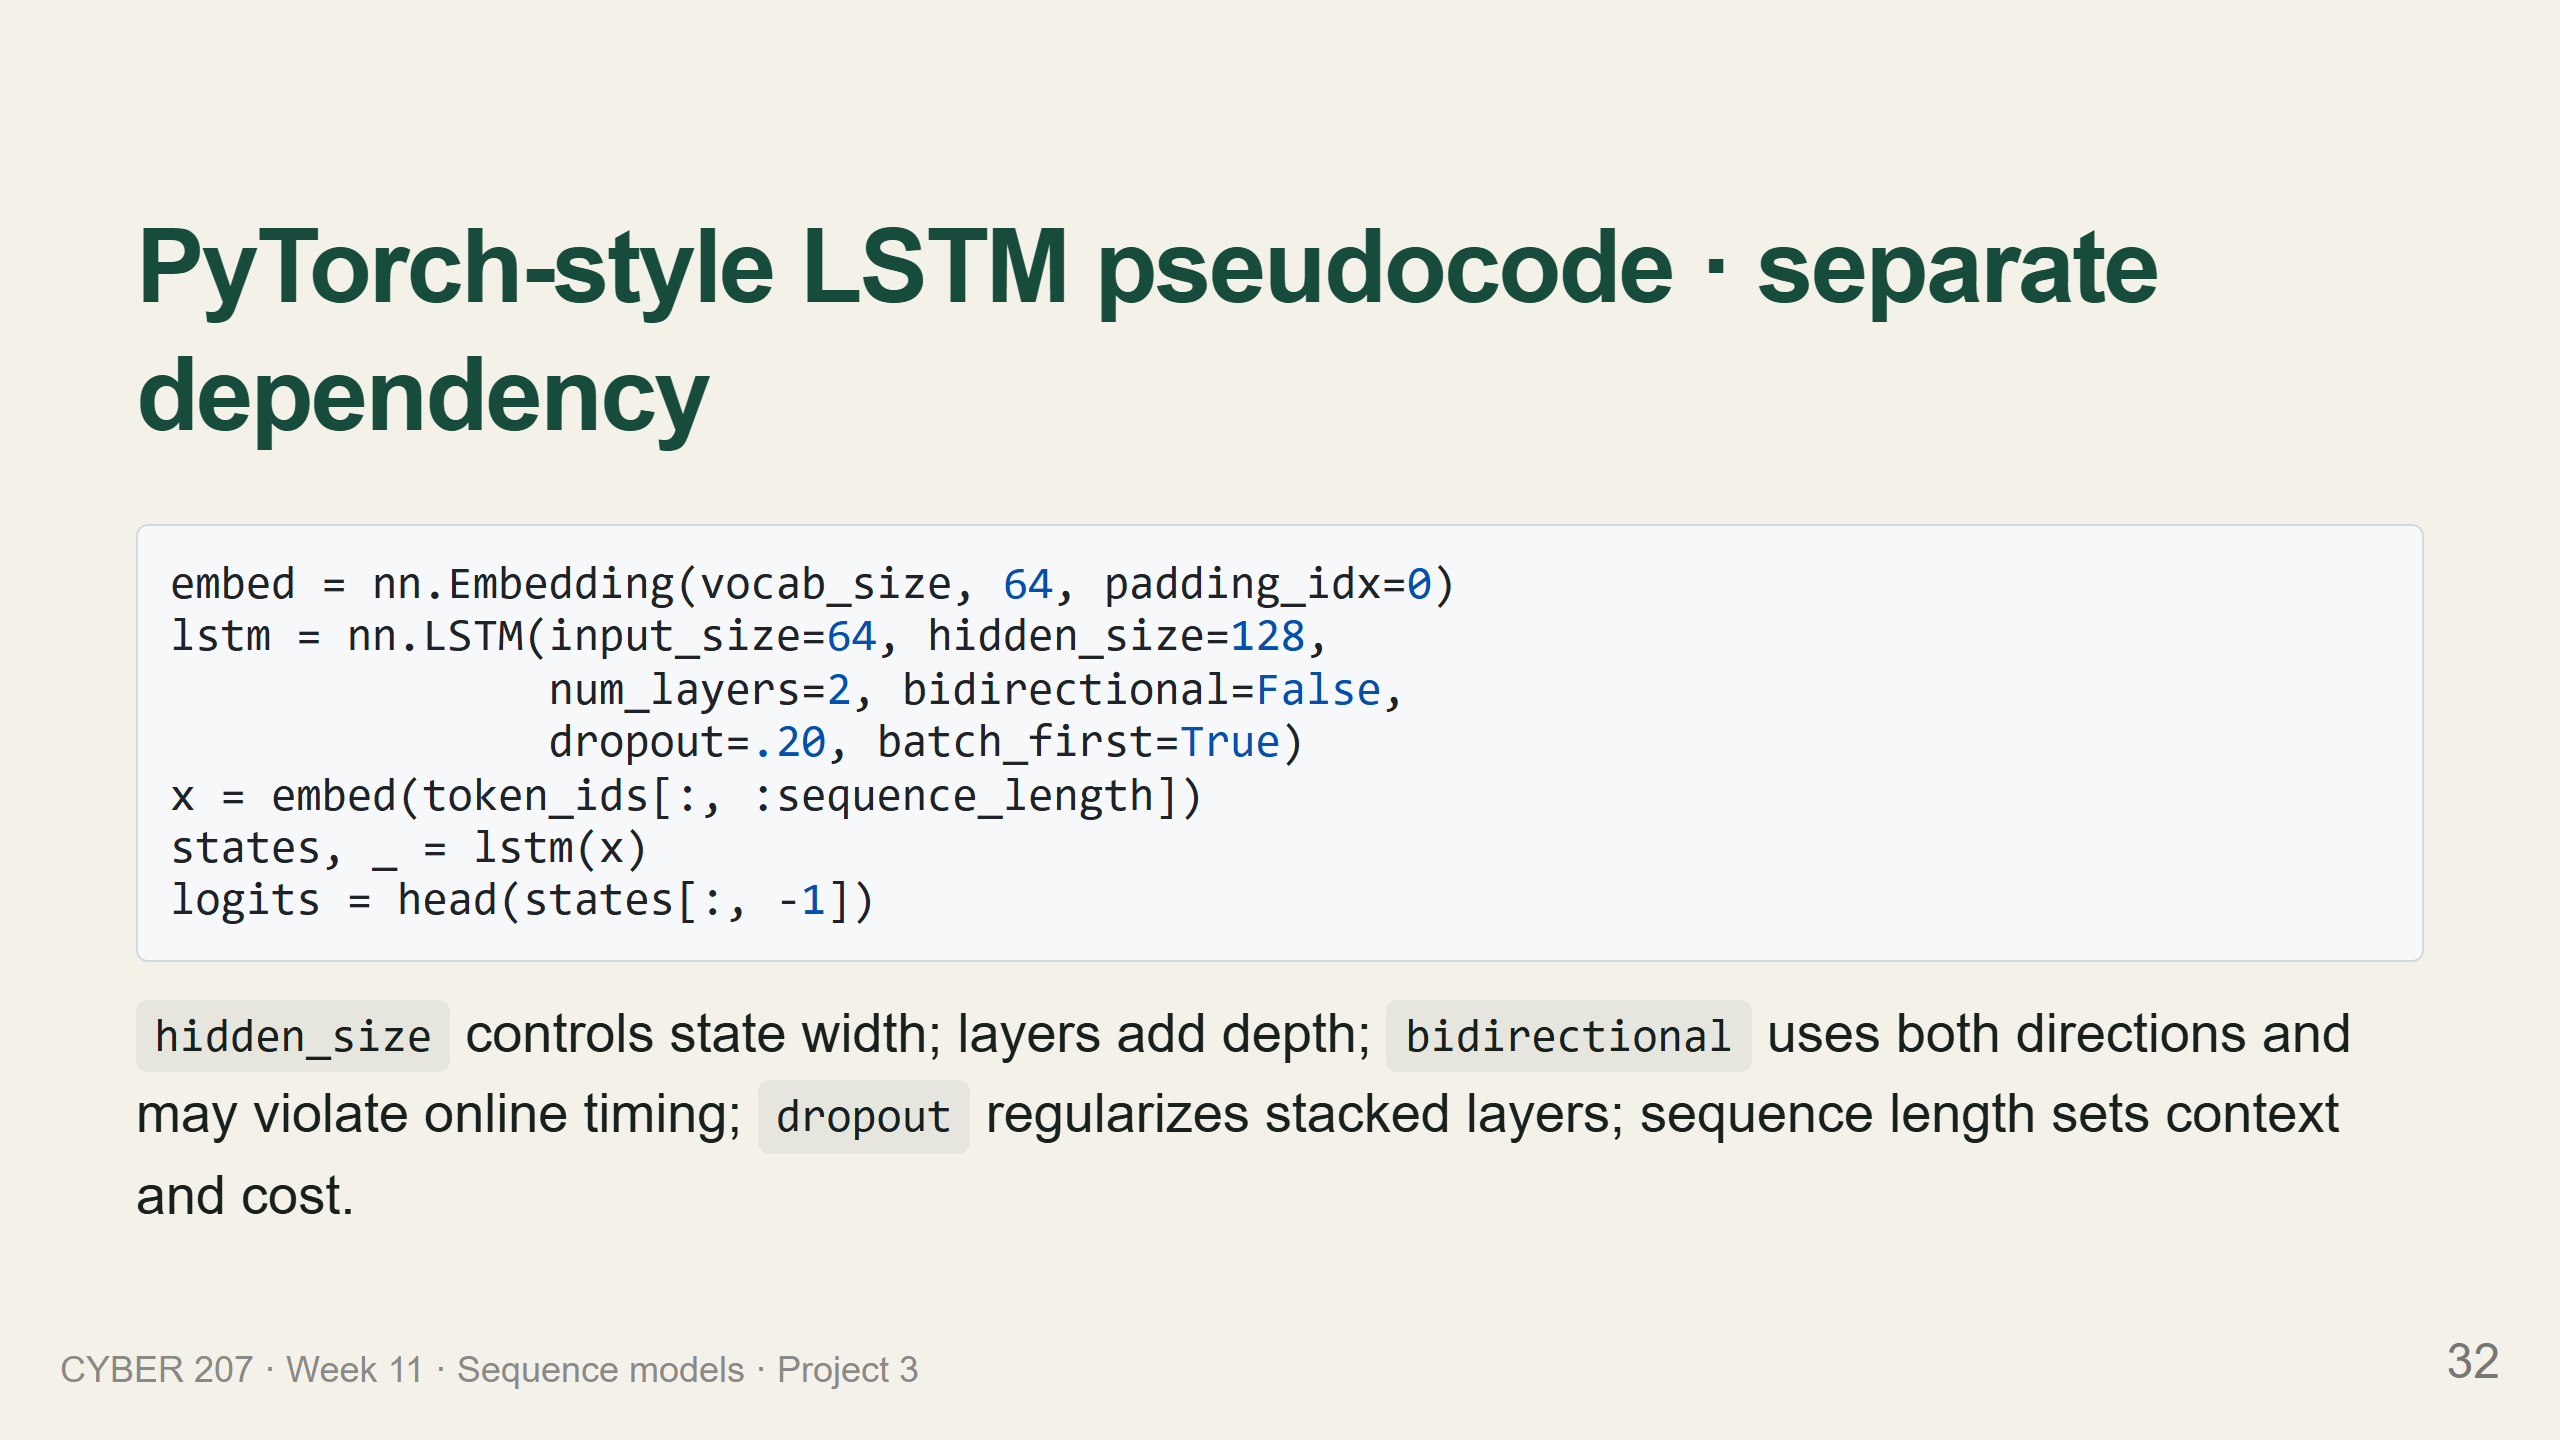 PyTorch-style LSTM pseudocode · separate
dependency
embed = nn.Embedding(vocab_size, 64, padding_idx=0)
lstm = nn.LSTM(input_size=64, hidden_size=128,
               num_layers=2, bidirectional=False,
               dropout=.20, batch_first=True)
x = embed(token_ids[:, :sequence_length])
states, _ = lstm(x)
logits = head(states[:, -1])
hidden_size controls state width; layers add depth; bidirectional uses both directions and
may violate online timing; dropout regularizes stacked layers; sequence length sets context
and cost.
CYBER 207 · Week 11 · Sequence models · Project 3
32